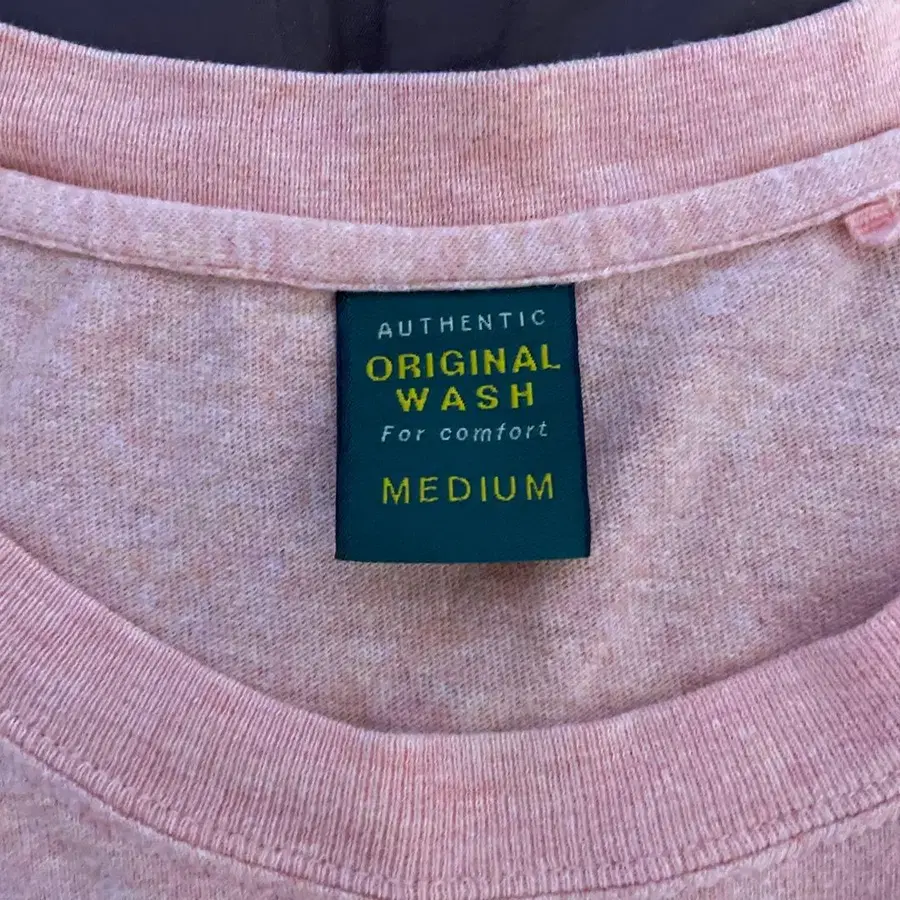 AUTHENTIC
ORIGINAL
WASH
For comfort
MEDIUM